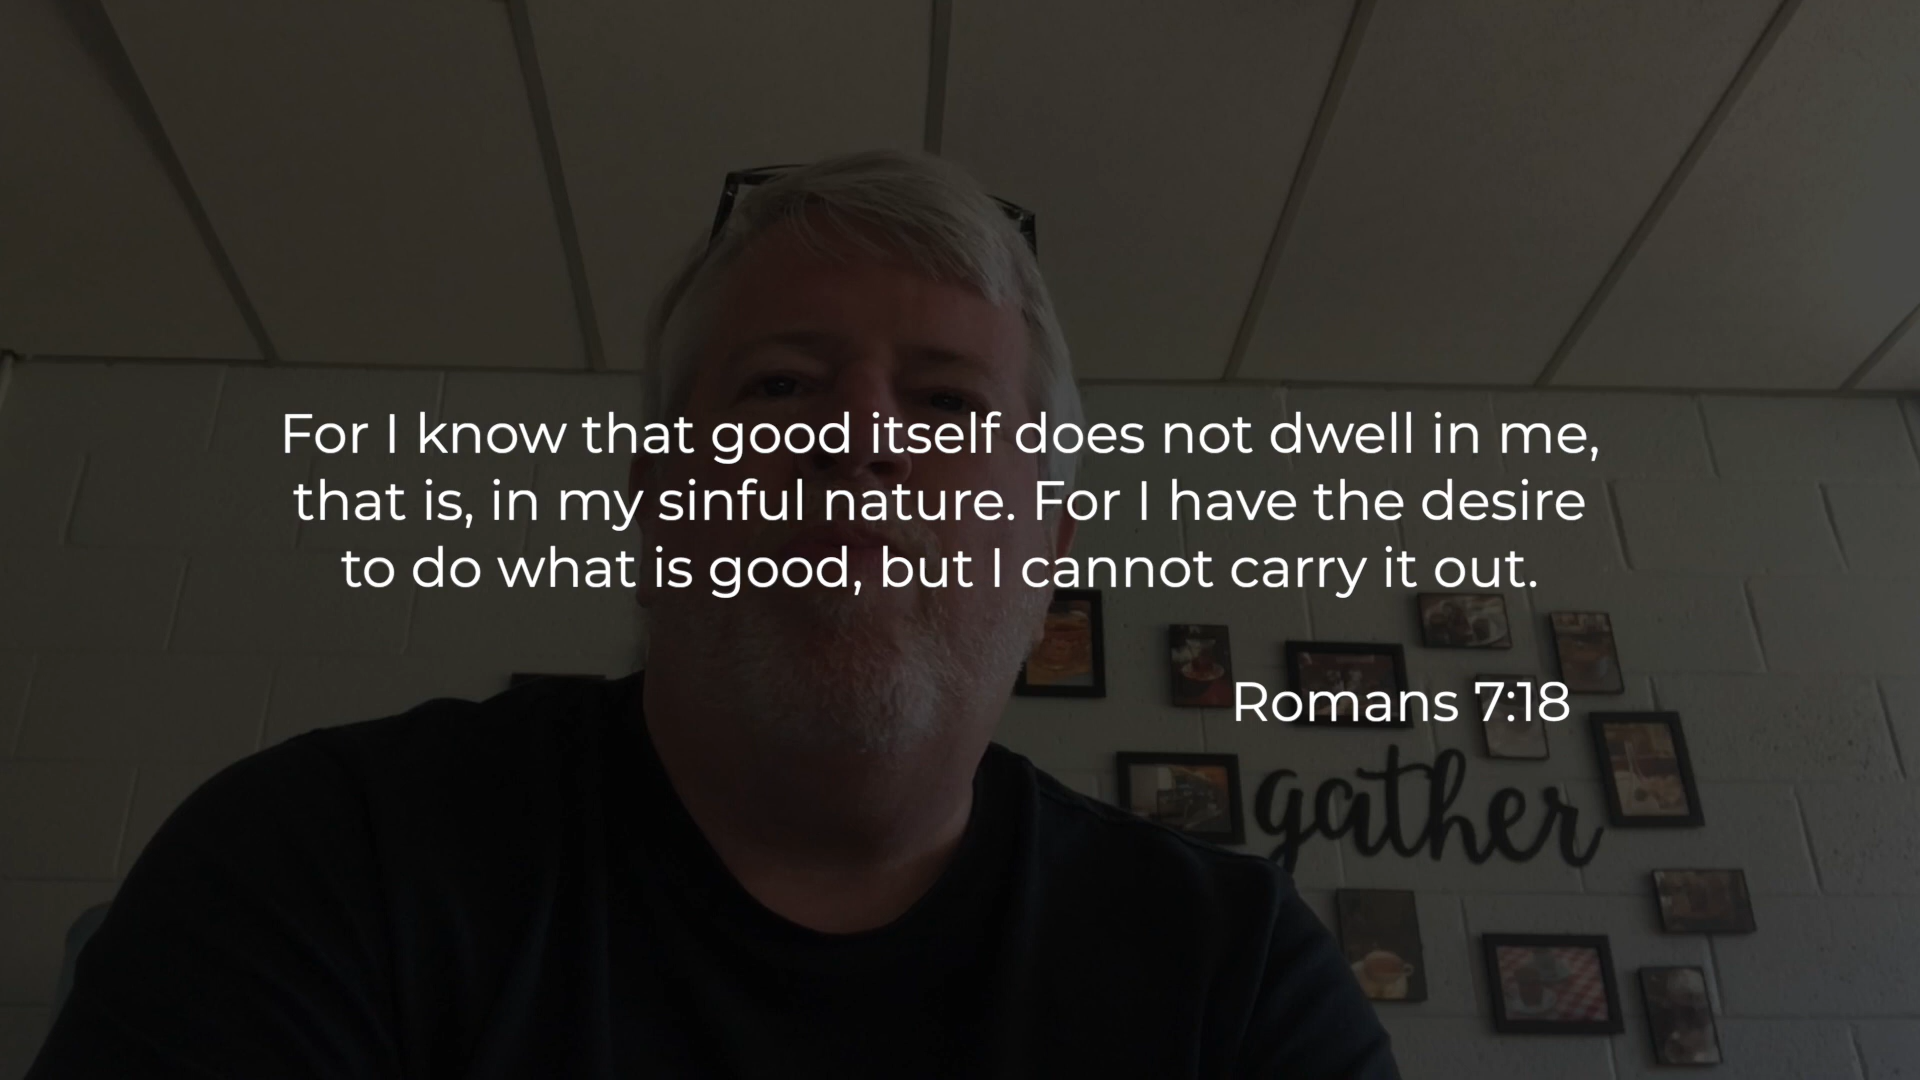 For I know that good itself does not dwell in me,
that is, in my sinful nature. For I have the desire
to do what is good, but I cannot carry it out.
Romans 7:18
gather